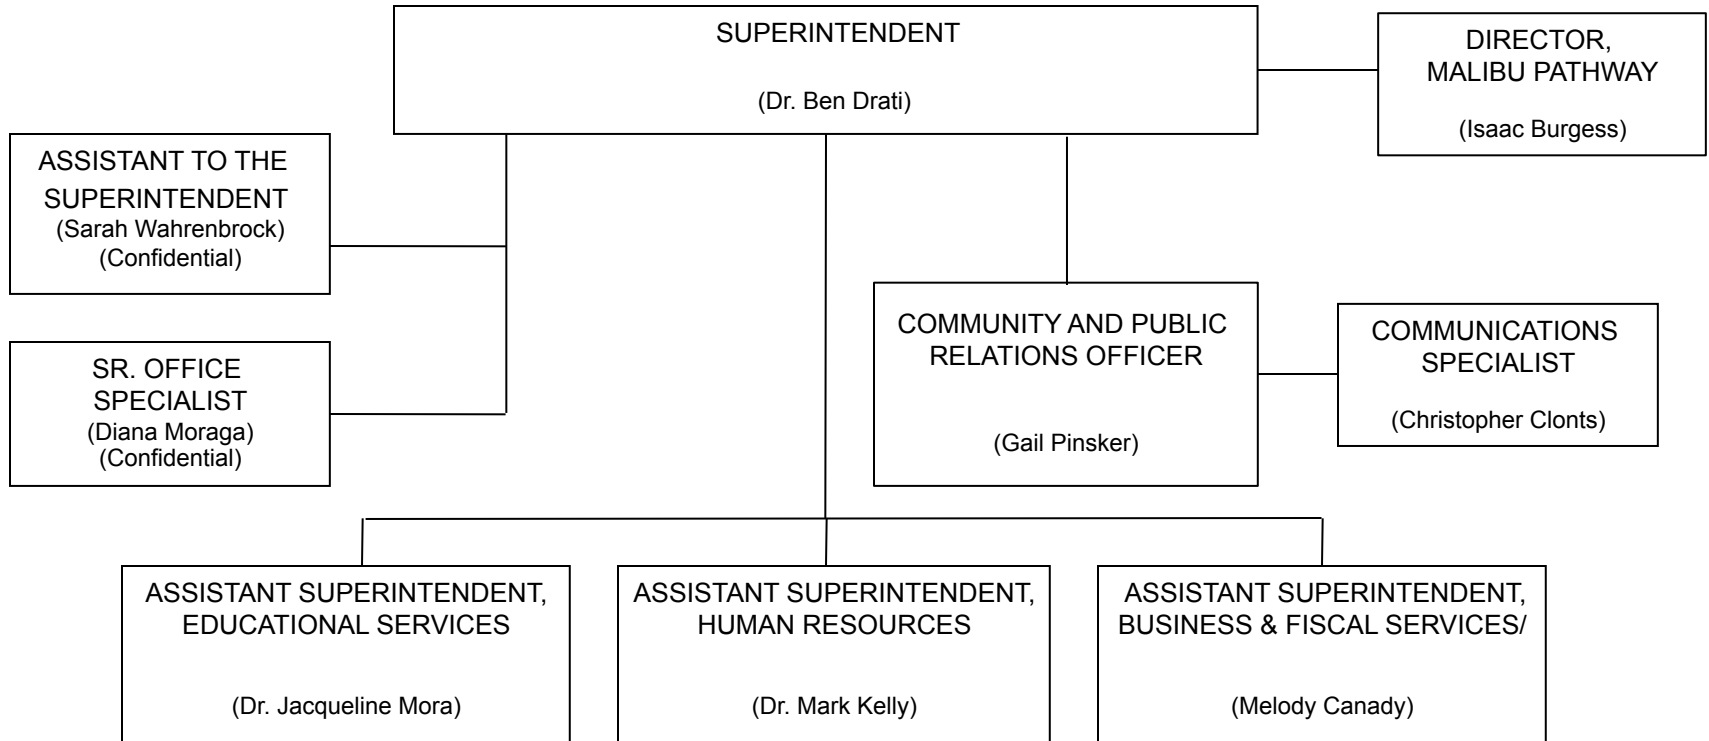 SUPERINTENDENT
(Dr. Ben Drati)
DIRECTOR,
MALIBU PATHWAY
(Isaac Burgess)
ASSISTANT TO THE
SUPERINTENDENT
(Sarah Wahrenbrock)
(Confidential)
SR. OFFICE
SPECIALIST
(Diana Moraga)
(Confidential)
COMMUNITY AND PUBLIC
RELATIONS OFFICER
(Gail Pinsker)
COMMUNICATIONS
SPECIALIST
(Christopher Clonts)
ASSISTANT SUPERINTENDENT,
EDUCATIONAL SERVICES
(Dr. Jacqueline Mora)
ASSISTANT SUPERINTENDENT,
HUMAN RESOURCES
(Dr. Mark Kelly)
ASSISTANT SUPERINTENDENT,
BUSINESS & FISCAL SERVICES/
(Melody Canady)